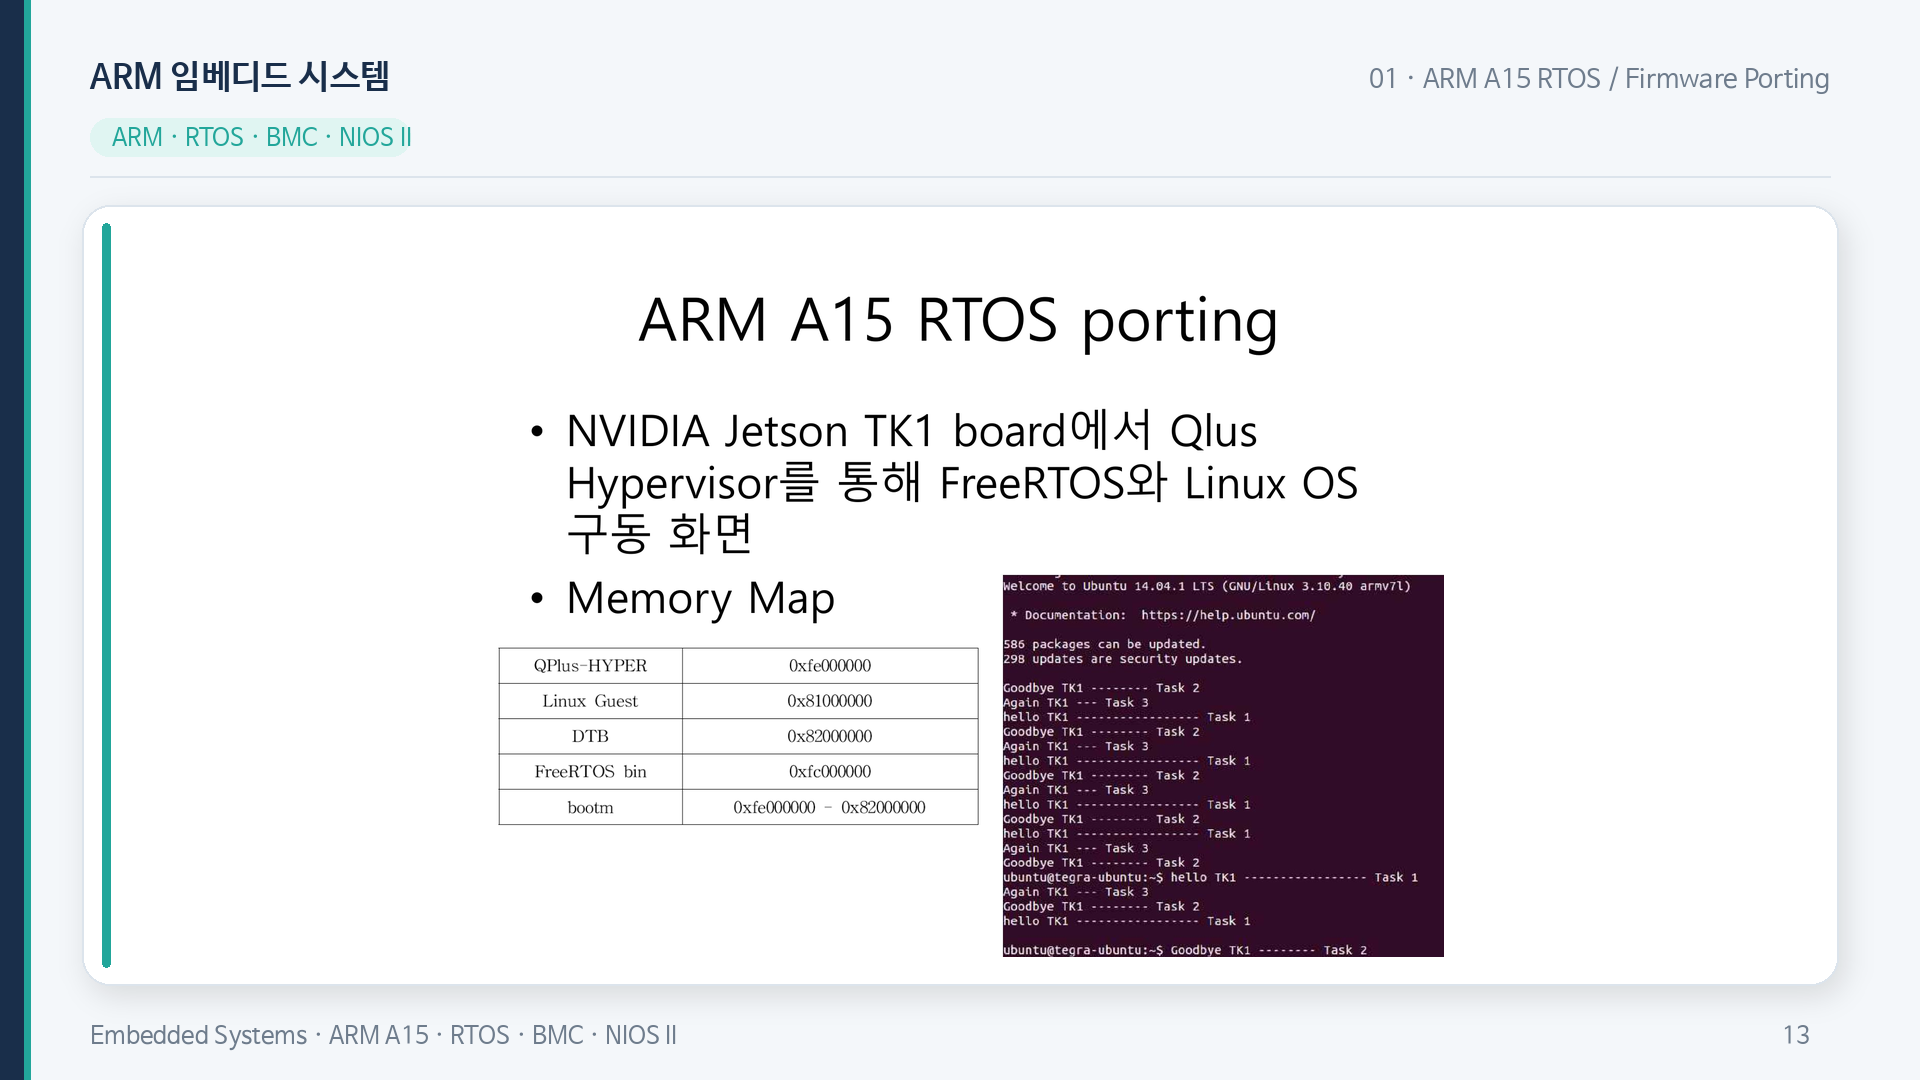 ARM 임베디드 시스템
01 · ARM A15 RTOS / Firmware Porting
ARM · RTOS · BMC · NIOS II
ARM A15 RTOS porting
• NVIDIA Jetson TK1 board에서 Qlus
Hypervisor를 통해 FreeRTOS와 Linux OS
구동 화면
• Memory Map
QPlus-HYPER 0xfe000000
Linux Guest 0x81000000
DTB 0x82000000
FreeRTOS bin 0xfc000000
bootm 0xfe000000 - 0x82000000
Welcome to Ubuntu 14.04.1 LTS (GNU/Linux 3.10.40 armv7l)
* Documentation: https://help.ubuntu.com/
586 packages can be updated.
298 updates are security updates.
Goodbye TK1 -------- Task 2
Again TK1 --- Task 3
hello TK1 ----------------- Task 1
Goodbye TK1 -------- Task 2
Again TK1 --- Task 3
hello TK1 ----------------- Task 1
Goodbye TK1 -------- Task 2
Again TK1 --- Task 3
hello TK1 ----------------- Task 1
Goodbye TK1 -------- Task 2
hello TK1 ----------------- Task 1
Again TK1 --- Task 3
Goodbye TK1 -------- Task 2
ubuntu@tegra-ubuntu:~$ hello TK1 ----------------- Task 1
Again TK1 --- Task 3
Goodbye TK1 -------- Task 2
hello TK1 ----------------- Task 1
ubuntu@tegra-ubuntu:~$ Goodbye TK1 -------- Task 2
Embedded Systems · ARM A15 · RTOS · BMC · NIOS II
13